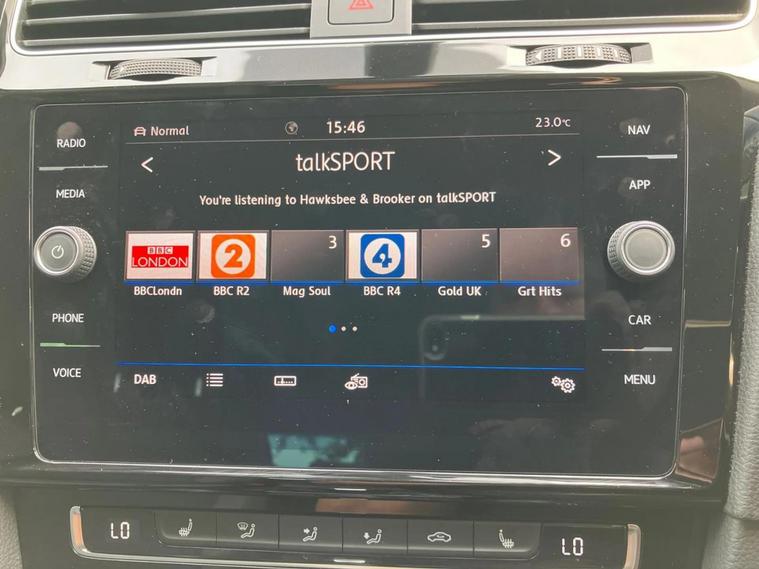 RADIO
MEDIA
PHONE
VOICE
Normal 15:46 23.0°C
< talkSPORT >
You're listening to Hawksbee & Brooker on talkSPORT
BBC LONDON 2 3 4 5 6
BBCLondn BBC R2 Mag Soul BBC R4 Gold UK Grt Hits
DAB
NAV
APP
CAR
MENU
LO LO